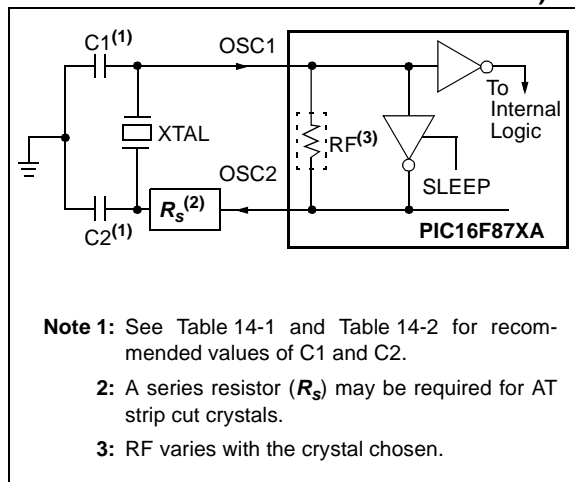 C1(1)
OSC1
To
Internal
Logic
XTAL
RF(3)
OSC2
SLEEP
Rs(2)
C2(1)
PIC16F87XA
Note 1: See Table 14-1 and Table 14-2 for recom-
mended values of C1 and C2.
2: A series resistor (Rs) may be required for AT
strip cut crystals.
3: RF varies with the crystal chosen.